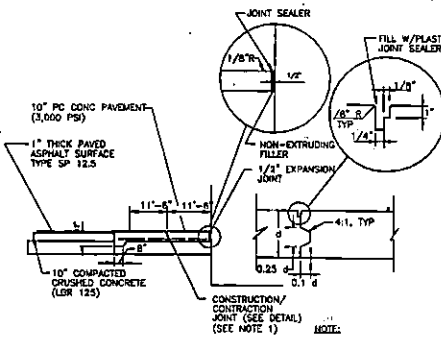 JOINT SEALER
1/8"R
1/2"
NON-EXTRUDING
FILLER
1/2" EXPANSION
JOINT
FILL W/PLAST
JOINT SEALER
1/8"
1"
/8" R
TYP
1/4"
10" PC CONC PAVEMENT
(3,000 PSI)
1" THICK PAVED
ASPHALT SURFACE
TYPE SP 12.5
11'-6"
11'-6"
8"
10" COMPACTED
CRUSHED CONCRETE
(LBR 125)
d
4:1, TYP
0.25 d
0.1 d
d
CONSTRUCTION/
CONTRACTION
JOINT (SEE DETAIL)
(SEE NOTE 1)
NOTE: